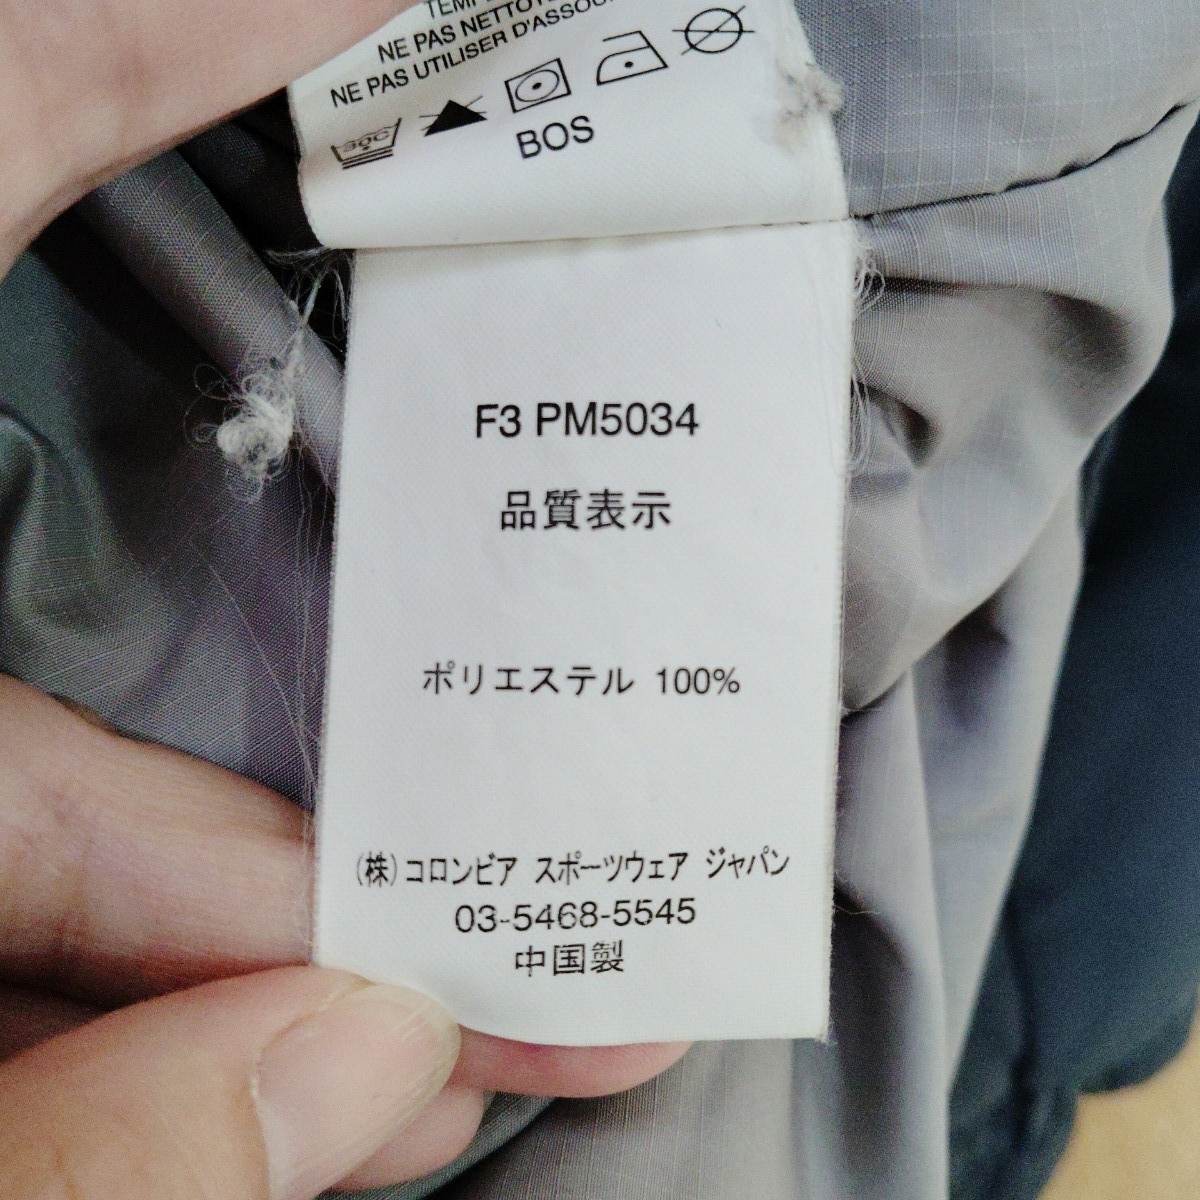 NE PAS NETTOYE
NE PAS UTILISER D'ASSOU
30C
BOS
F3 PM5034
品質表示
ポリエステル 100%
(株)コロンビア スポーツウェア ジャパン
03-5468-5545
中国製